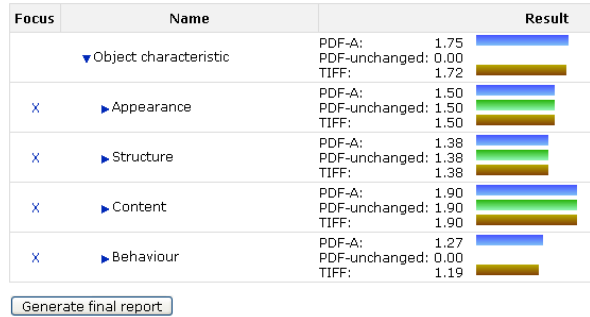 Focus Name Result
▼Object characteristic
PDF-A: 1.75
PDF-unchanged: 0.00
TIFF: 1.72
X ►Appearance
PDF-A: 1.50
PDF-unchanged: 1.50
TIFF: 1.50
X ►Structure
PDF-A: 1.38
PDF-unchanged: 1.38
TIFF: 1.38
X ►Content
PDF-A: 1.90
PDF-unchanged: 1.90
TIFF: 1.90
X ►Behaviour
PDF-A: 1.27
PDF-unchanged: 0.00
TIFF: 1.19
Generate final report